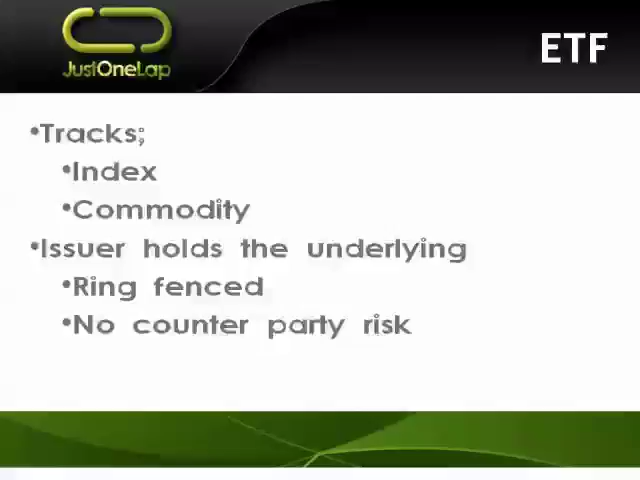 JustOneLap
ETF
•Tracks;
•Index
•Commodity
•Issuer holds the underlying
•Ring fenced
•No counter party risk